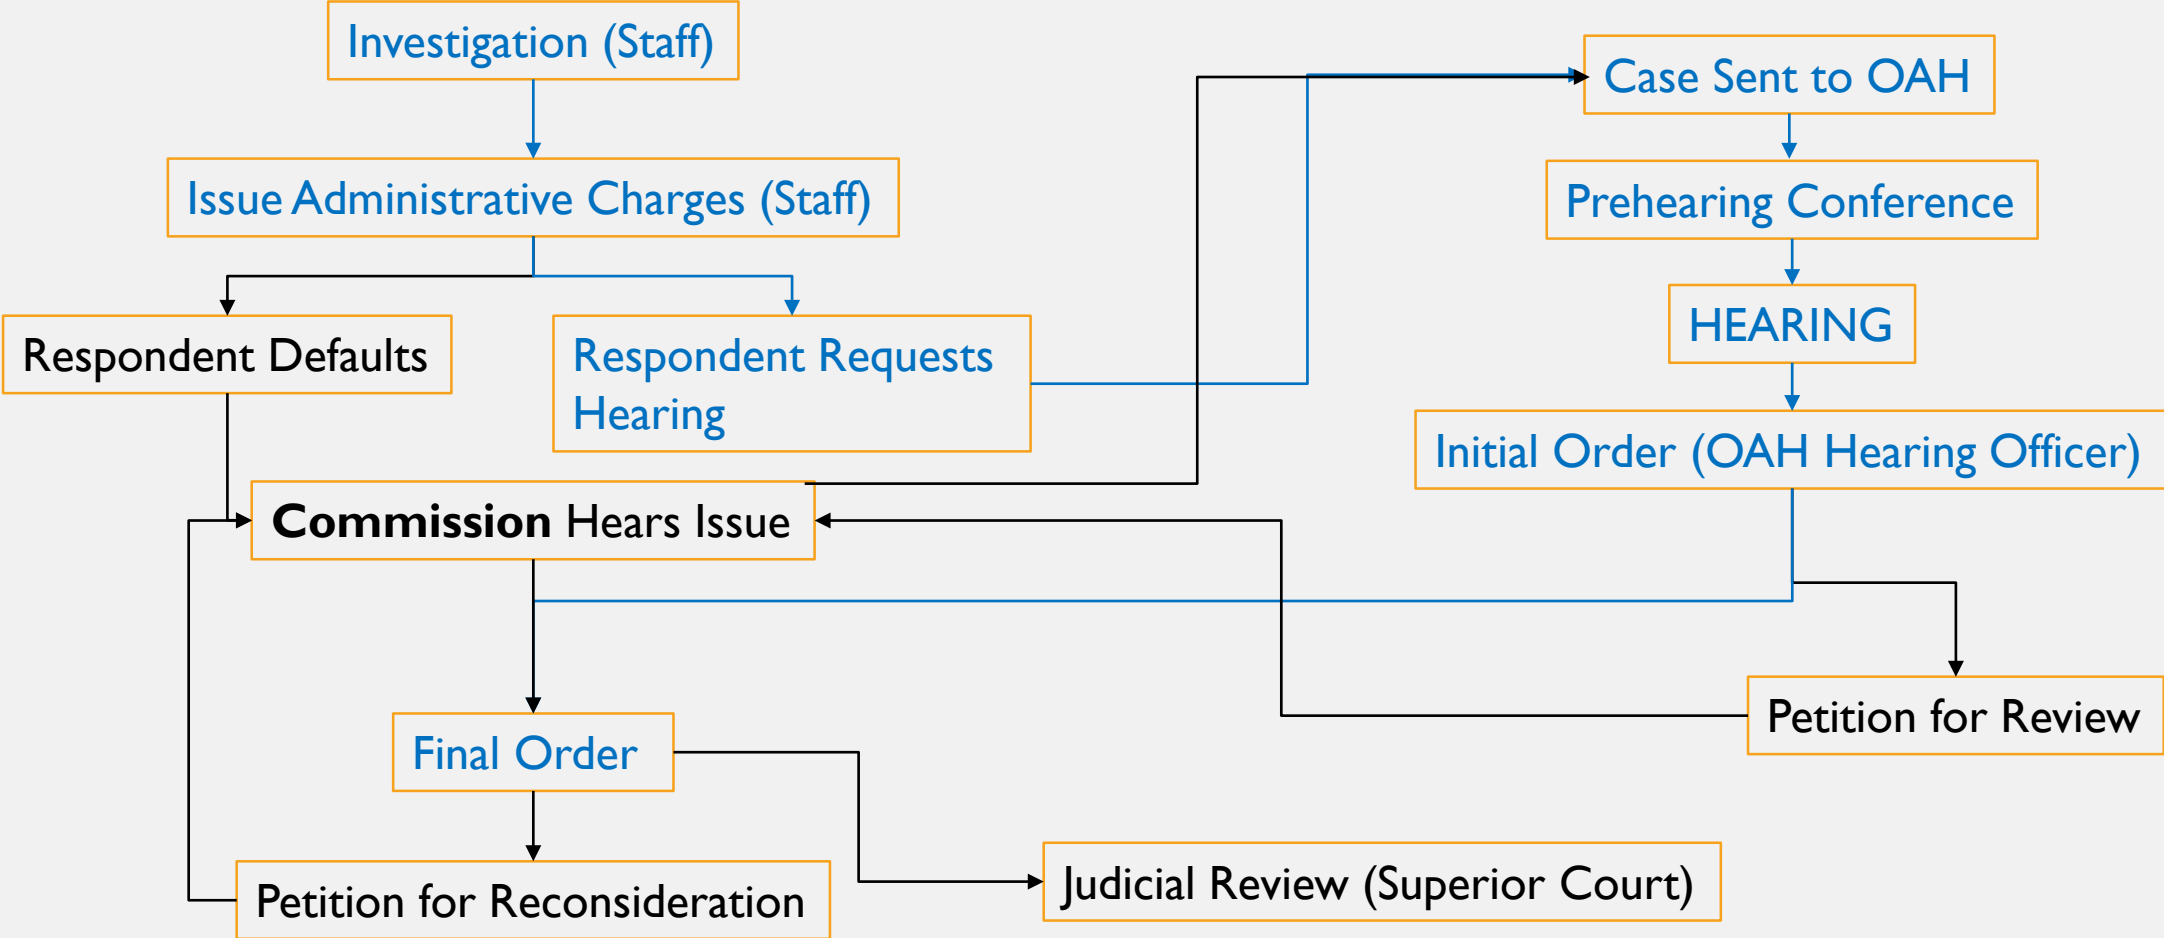 Investigation (Staff)
Issue Administrative Charges (Staff)
Respondent Defaults
Respondent Requests
Hearing
Commission Hears Issue
Final Order
Petition for Reconsideration
Judicial Review (Superior Court)
Case Sent to OAH
Prehearing Conference
HEARING
Initial Order (OAH Hearing Officer)
Petition for Review